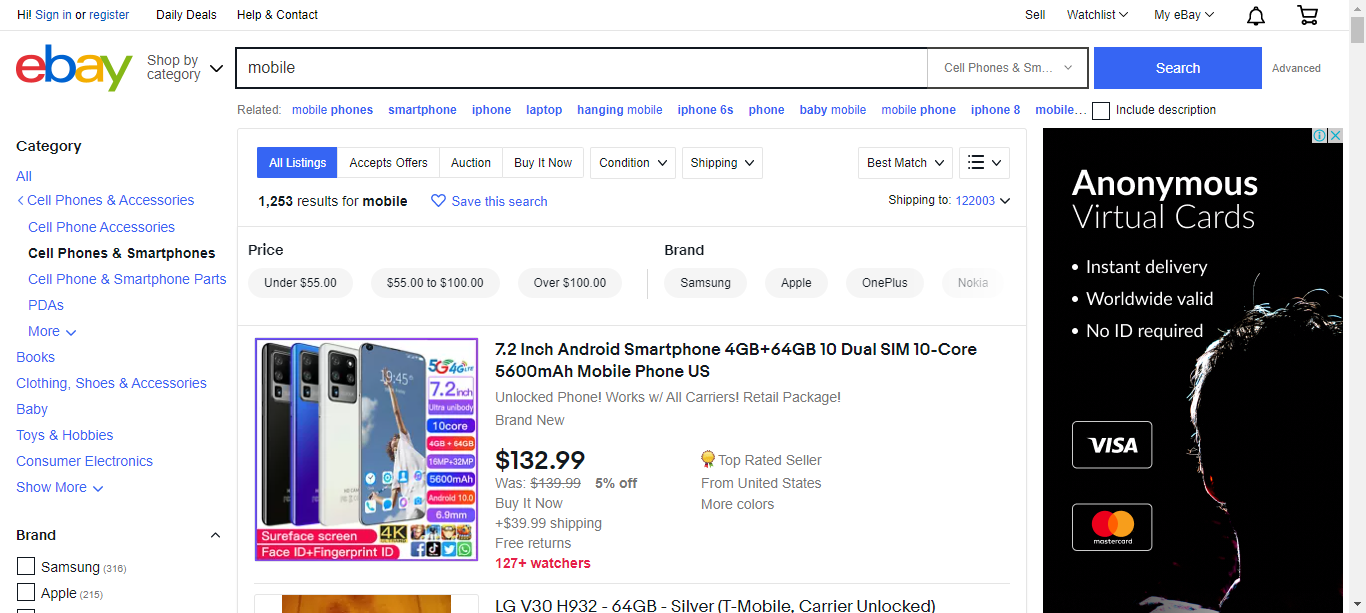 Hi! Sign in or register
Daily Deals
Help & Contact
Sell
Watchlist
My eBay
ebay
Shop by
category
mobile
Cell Phones & Sm...
Search
Advanced
Related: mobile phones smartphone iphone laptop hanging mobile iphone 6s phone baby mobile mobile phone iphone 8 mobile...
Include description
Category
All
Cell Phones & Accessories
Cell Phone Accessories
Cell Phones & Smartphones
Cell Phone & Smartphone Parts
PDAs
More
Books
Clothing, Shoes & Accessories
Baby
Toys & Hobbies
Consumer Electronics
Show More
Brand
Samsung (316)
Apple (215)
All Listings
Accepts Offers
Auction
Buy It Now
Condition
Shipping
Best Match
1,253 results for mobile
Save this search
Shipping to: 122003
Price
Under $55.00
$55.00 to $100.00
Over $100.00
Brand
Samsung
Apple
OnePlus
Nokia
19:45
5G4G LTE
7.2inch
Ultra unibody
10core
4GB + 64GB
16MP+32MP
5600mAh
Android 10.0
6.9mm
Sureface screen
4K
Face ID+Fingerprint ID
7.2 Inch Android Smartphone 4GB+64GB 10 Dual SIM 10-Core
5600mAh Mobile Phone US
Unlocked Phone! Works w/ All Carriers! Retail Package!
Brand New
$132.99
Was: $139.99 5% off
Buy It Now
+$39.99 shipping
Free returns
127+ watchers
Top Rated Seller
From United States
More colors
LG V30 H932 - 64GB - Silver (T-Mobile, Carrier Unlocked)
Anonymous
Virtual Cards
• Instant delivery
• Worldwide valid
• No ID required
VISA
mastercard